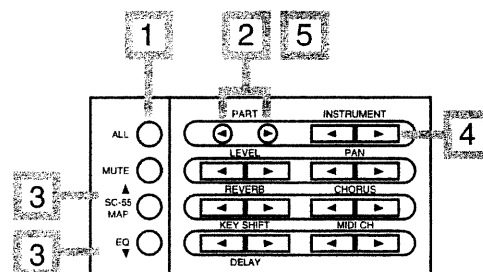 1 2 5
PART INSTRUMENT
ALL
4
LEVEL PAN
MUTE
REVERB CHORUS
3 SC-55
MAP
KEY SHIFT MIDI CH
3 EQ
DELAY